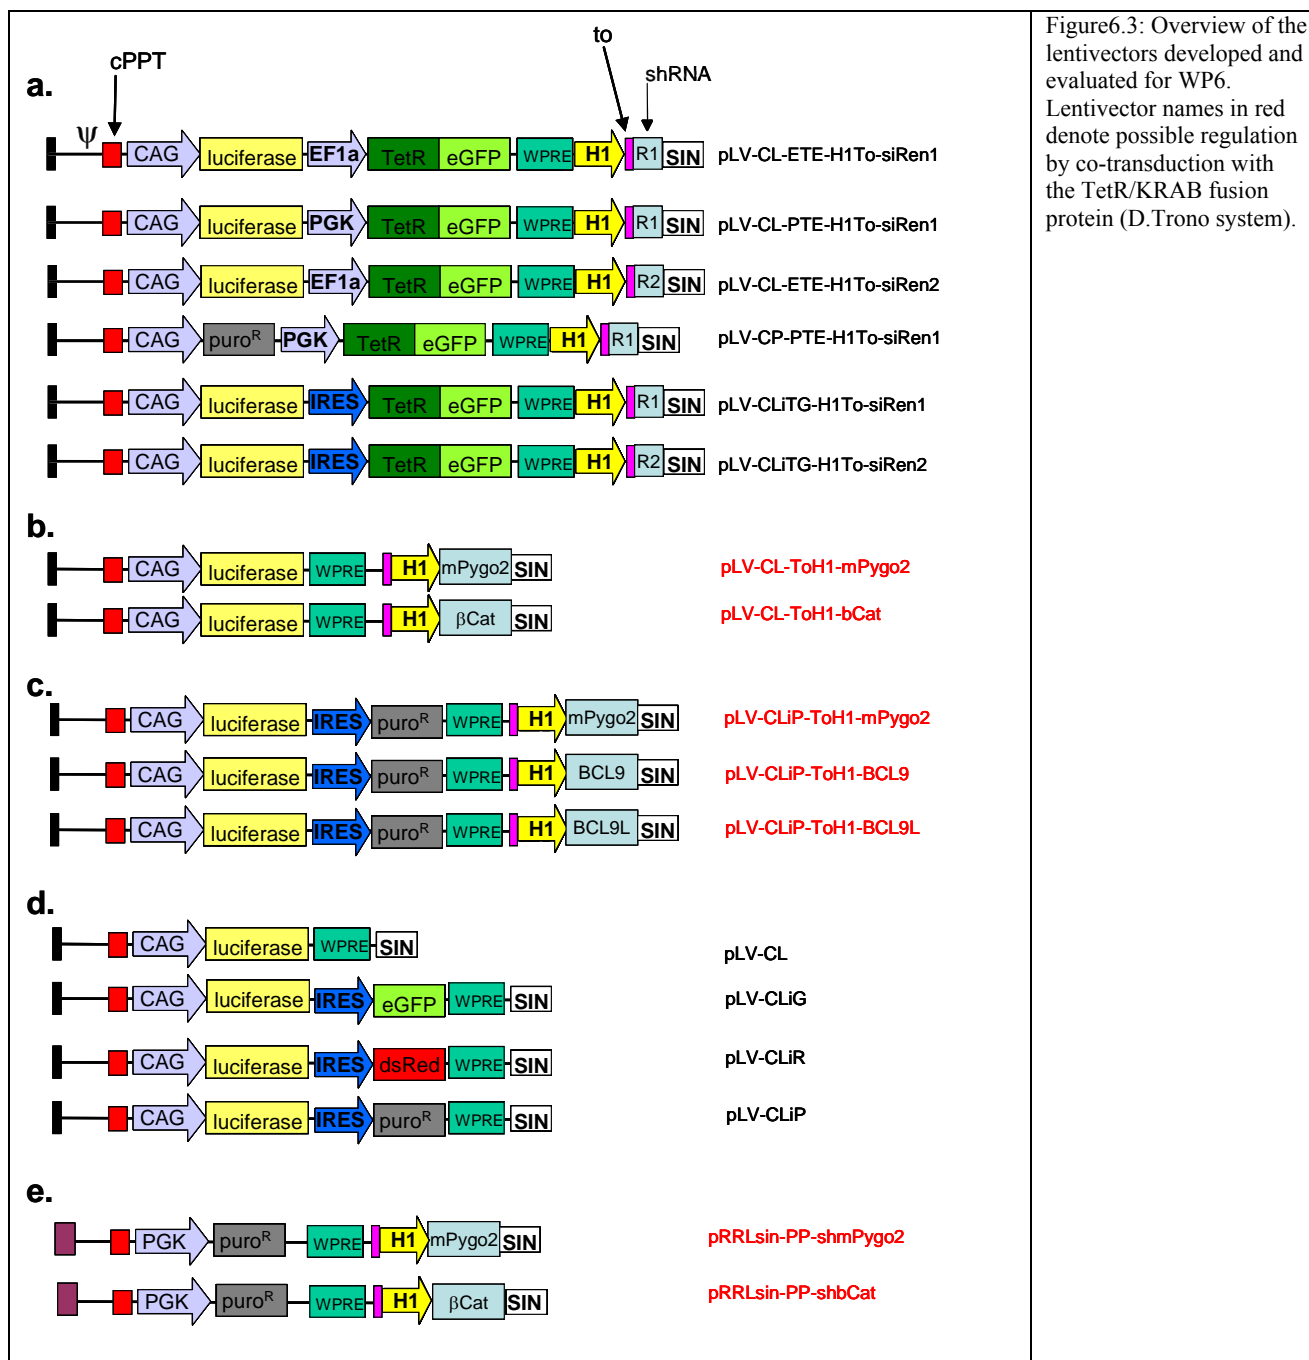 a.
cPPT
to
shRNA
ψ
CAG luciferase EF1a TetR eGFP WPRE H1 R1 SIN pLV-CL-ETE-H1To-siRen1
CAG luciferase PGK TetR eGFP WPRE H1 R1 SIN pLV-CL-PTE-H1To-siRen1
CAG luciferase EF1a TetR eGFP WPRE H1 R2 SIN pLV-CL-ETE-H1To-siRen2
CAG puroR PGK TetR eGFP WPRE H1 R1 SIN pLV-CP-PTE-H1To-siRen1
CAG luciferase IRES TetR eGFP WPRE H1 R1 SIN pLV-CLiTG-H1To-siRen1
CAG luciferase IRES TetR eGFP WPRE H1 R2 SIN pLV-CLiTG-H1To-siRen2
b.
CAG luciferase WPRE H1 mPygo2 SIN pLV-CL-ToH1-mPygo2
CAG luciferase WPRE H1 βCat SIN pLV-CL-ToH1-bCat
c.
CAG luciferase IRES puroR WPRE H1 mPygo2 SIN pLV-CLiP-ToH1-mPygo2
CAG luciferase IRES puroR WPRE H1 BCL9 SIN pLV-CLiP-ToH1-BCL9
CAG luciferase IRES puroR WPRE H1 BCL9L SIN pLV-CLiP-ToH1-BCL9L
d.
CAG luciferase WPRE SIN pLV-CL
CAG luciferase IRES eGFP WPRE SIN pLV-CLiG
CAG luciferase IRES dsRed WPRE SIN pLV-CLiR
CAG luciferase IRES puroR WPRE SIN pLV-CLiP
e.
PGK puroR WPRE H1 mPygo2 SIN pRRLsin-PP-shmPygo2
PGK puroR WPRE H1 βCat SIN pRRLsin-PP-shbCat
Figure6.3: Overview of the
lentivectors developed and
evaluated for WP6.
Lentivector names in red
denote possible regulation
by co-transduction with
the TetR/KRAB fusion
protein (D.Trono system).